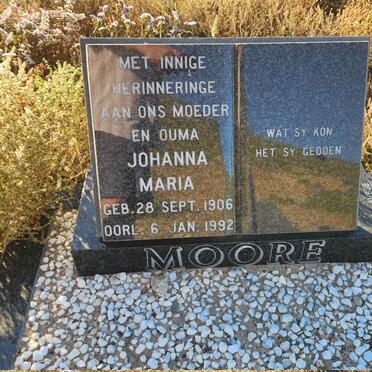 MET INNIGE
HERINNERINGE
AAN ONS MOEDER
EN OUMA
JOHANNA
MARIA
GEB. 28 SEPT. 1906
OORL. 6 JAN. 1992
WAT SY KON
HET SY GEDOEN
MOORE